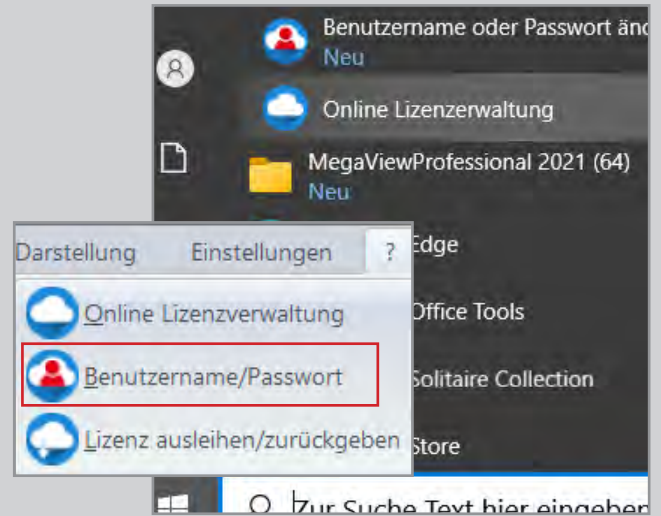 Benutzername oder Passwort änd
Neu
Online Lizenzerwaltung
MegaViewProfessional 2021 (64)
Neu
Edge
Office Tools
Solitaire Collection
Store
Zur Suche Text hier eingeben
Darstellung Einstellungen ?
Online Lizenzverwaltung
Benutzername/Passwort
Lizenz ausleihen/zurückgeben